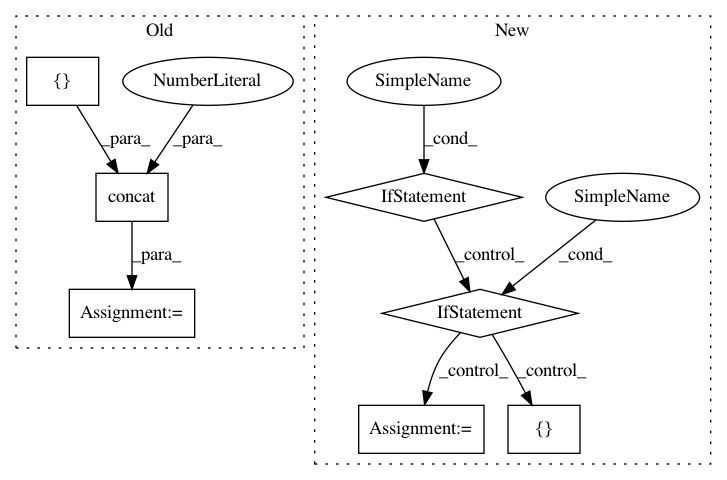 Old
New
{}
NumberLiteral
SimpleName
_para_
_para_
_cond_
concat
IfStatement
SimpleName
_para_
_control_
_cond_
Assignment:=
IfStatement
_control_
_control_
Assignment:=
{}